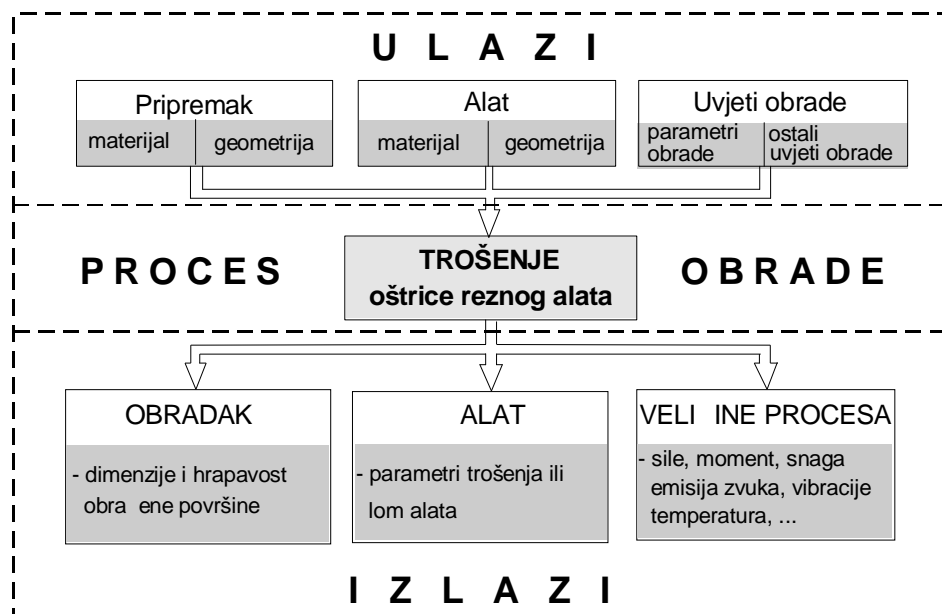 U L A Z I
Pripremak
materijal
geometrija
Alat
materijal
geometrija
Uvjeti obrade
parametri
obrade
ostali
uvjeti obrade
P R O C E S
TROŠENJE
oštrice reznog alata
O B R A D E
OBRADAK
- dimenzije i hrapavost
obra ene površine
ALAT
- parametri trošenja ili
lom alata
VELI INE PROCESA
- sile, moment, snaga
emisija zvuka, vibracije
temperatura, ...
I Z L A Z I